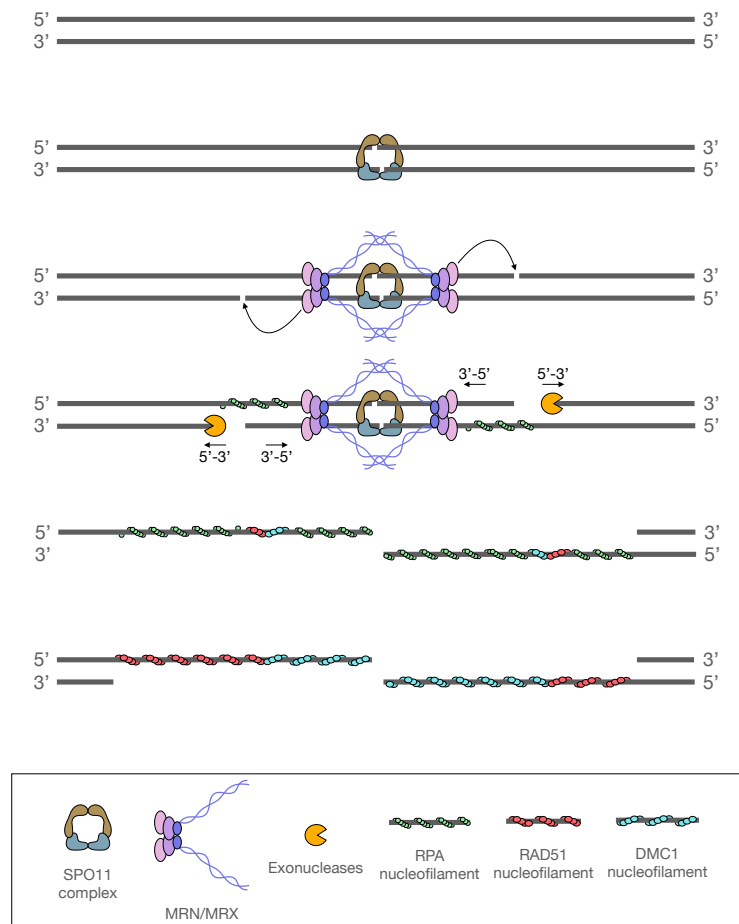 5’ 3’
3’ 5’
5’ 3’
3’ 5’
5’ 3’
3’ 5’
3’-5’ 5’-3’
5’ 3’
3’ 5’
5’-3’ 3’-5’
5’ 3’
3’ 5’
5’ 3’
3’ 5’
SPO11
complex
MRN/MRX
Exonucleases
RPA
nucleofilament
RAD51
nucleofilament
DMC1
nucleofilament